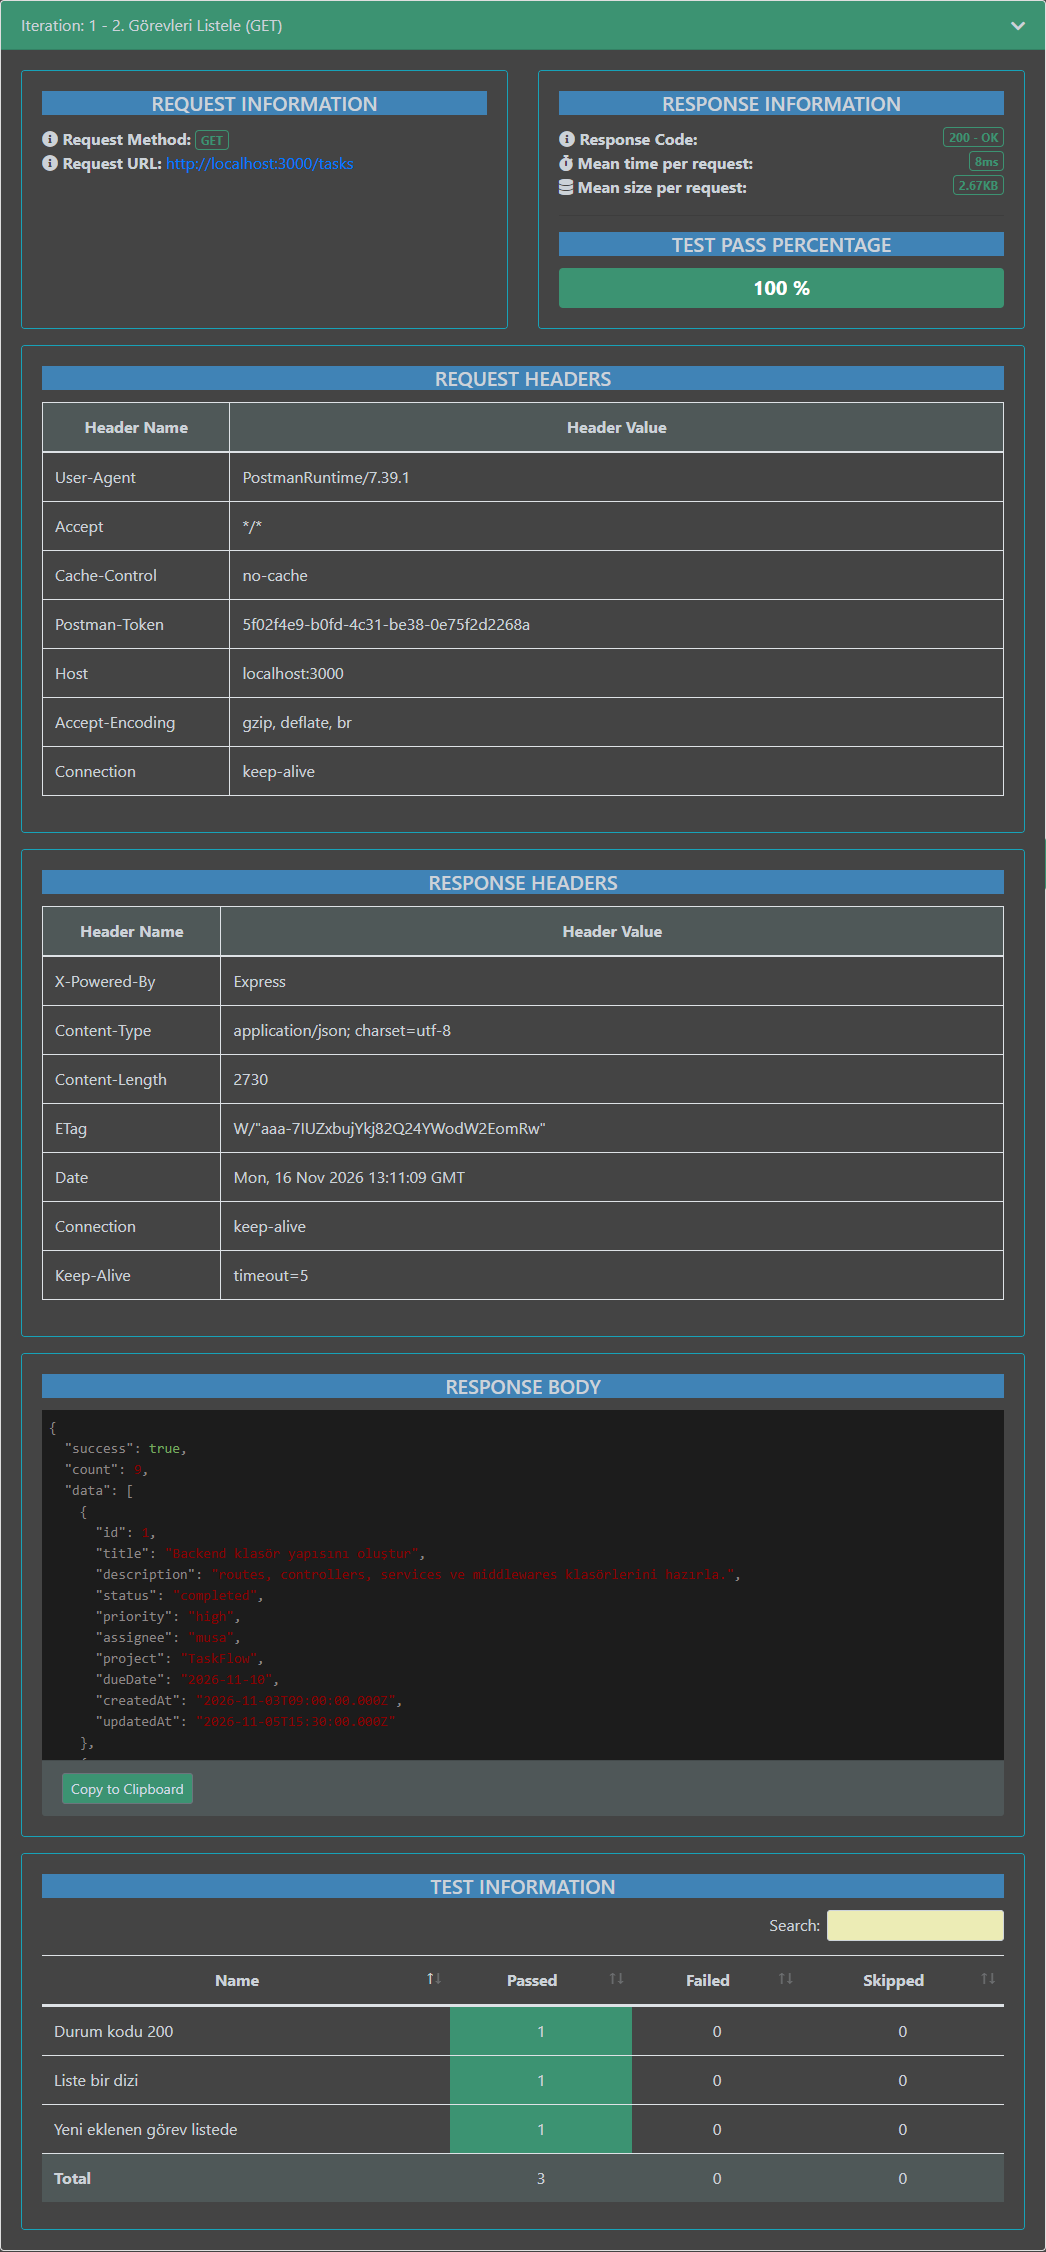 Iteration: 1 - 2. Görevleri Listele (GET)
REQUEST INFORMATION
Request Method: GET
Request URL: http://localhost:3000/tasks
RESPONSE INFORMATION
Response Code: 200 - OK
Mean time per request: 8ms
Mean size per request: 2.67KB
TEST PASS PERCENTAGE
100 %
REQUEST HEADERS
Header Name Header Value
User-Agent PostmanRuntime/7.39.1
Accept */*
Cache-Control no-cache
Postman-Token 5f02f4e9-b0fd-4c31-be38-0e75f2d2268a
Host localhost:3000
Accept-Encoding gzip, deflate, br
Connection keep-alive
RESPONSE HEADERS
Header Name Header Value
X-Powered-By Express
Content-Type application/json; charset=utf-8
Content-Length 2730
ETag W/"aaa-7IUZxbujYkj82Q24YWodW2EomRw"
Date Mon, 16 Nov 2026 13:11:09 GMT
Connection keep-alive
Keep-Alive timeout=5
RESPONSE BODY
{
"success": true,
"count": 9,
"data": [
{
"id": 1,
"title": "Backend klasör yapısını oluştur",
"description": "routes, controllers, services ve middlewares klasörlerini hazırla.",
"status": "completed",
"priority": "high",
"assignee": "musa",
"project": "TaskFlow",
"dueDate": "2026-11-10",
"createdAt": "2026-11-03T09:00:00.000Z",
"updatedAt": "2026-11-05T15:30:00.000Z"
},
Copy to Clipboard
TEST INFORMATION
Search:
Name Passed Failed Skipped
Durum kodu 200 1 0 0
Liste bir dizi 1 0 0
Yeni eklenen görev listede 1 0 0
Total 3 0 0